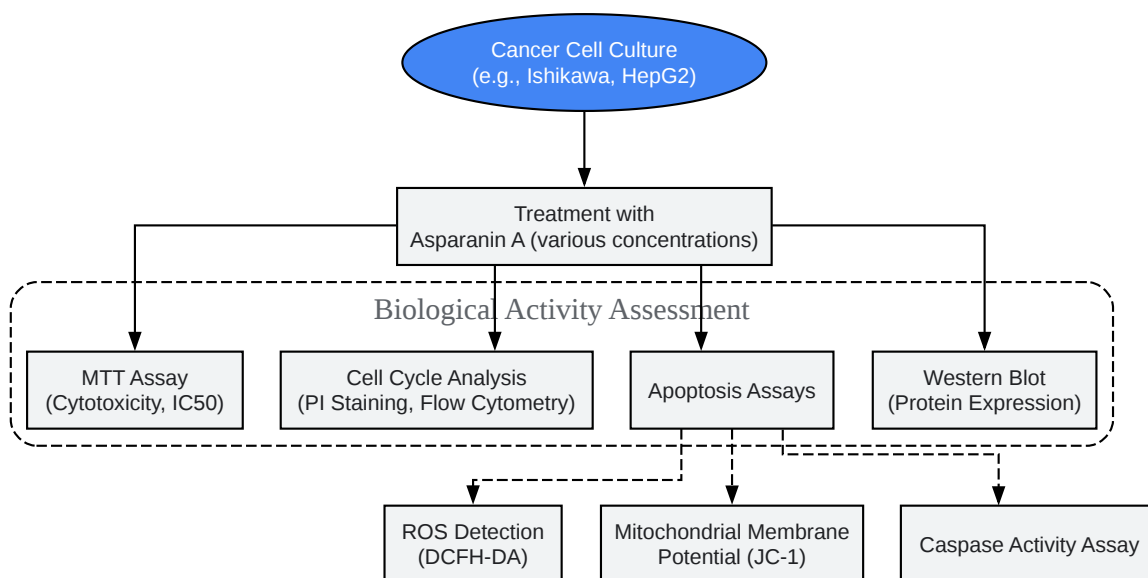 Cancer Cell Culture
(e.g., Ishikawa, HepG2)
Treatment with
Asparanin A (various concentrations)
Biological Activity Assessment
MTT Assay
(Cytotoxicity, IC50)
Cell Cycle Analysis
(PI Staining, Flow Cytometry)
Apoptosis Assays
Western Blot
(Protein Expression)
ROS Detection
(DCFH-DA)
Mitochondrial Membrane
Potential (JC-1)
Caspase Activity Assay